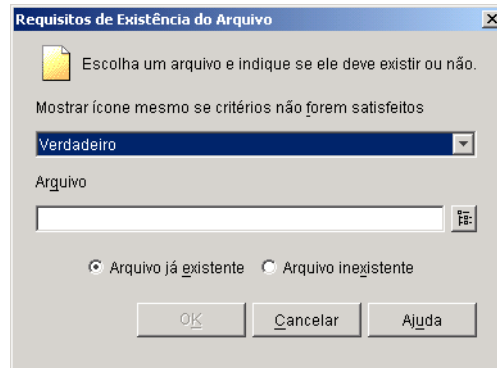 Requisitos de Existência do Arquivo
Escolha um arquivo e indique se ele deve existir ou não.
Mostrar ícone mesmo se critérios não forem satisfeitos
Verdadeiro
Arquivo
Arquivo já existente Arquivo inexistente
OK Cancelar Ajuda